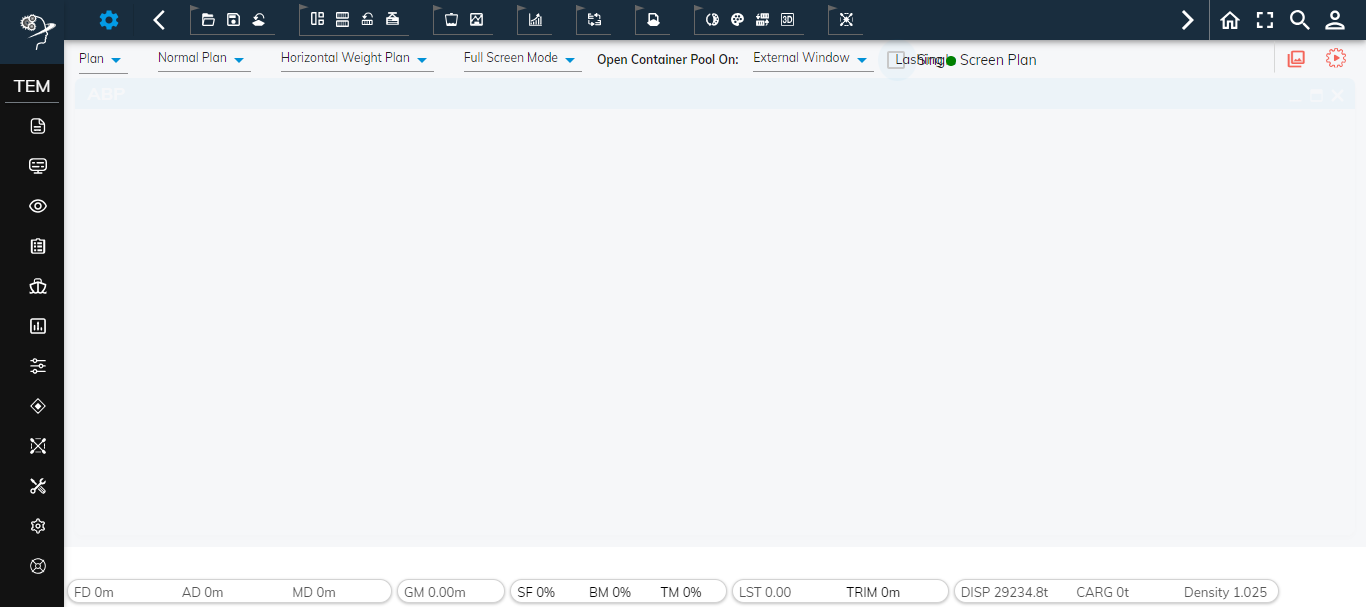 3D
Plan
Normal Plan
Horizontal Weight Plan
Full Screen Mode
Open Container Pool On:
External Window
Lashing
Single Screen Plan
TEM
ABP
FD 0m AD 0m MD 0m
GM 0.00m
SF 0% BM 0% TM 0%
LST 0.00 TRIM 0m
DISP 29234.8t CARG 0t Density 1.025